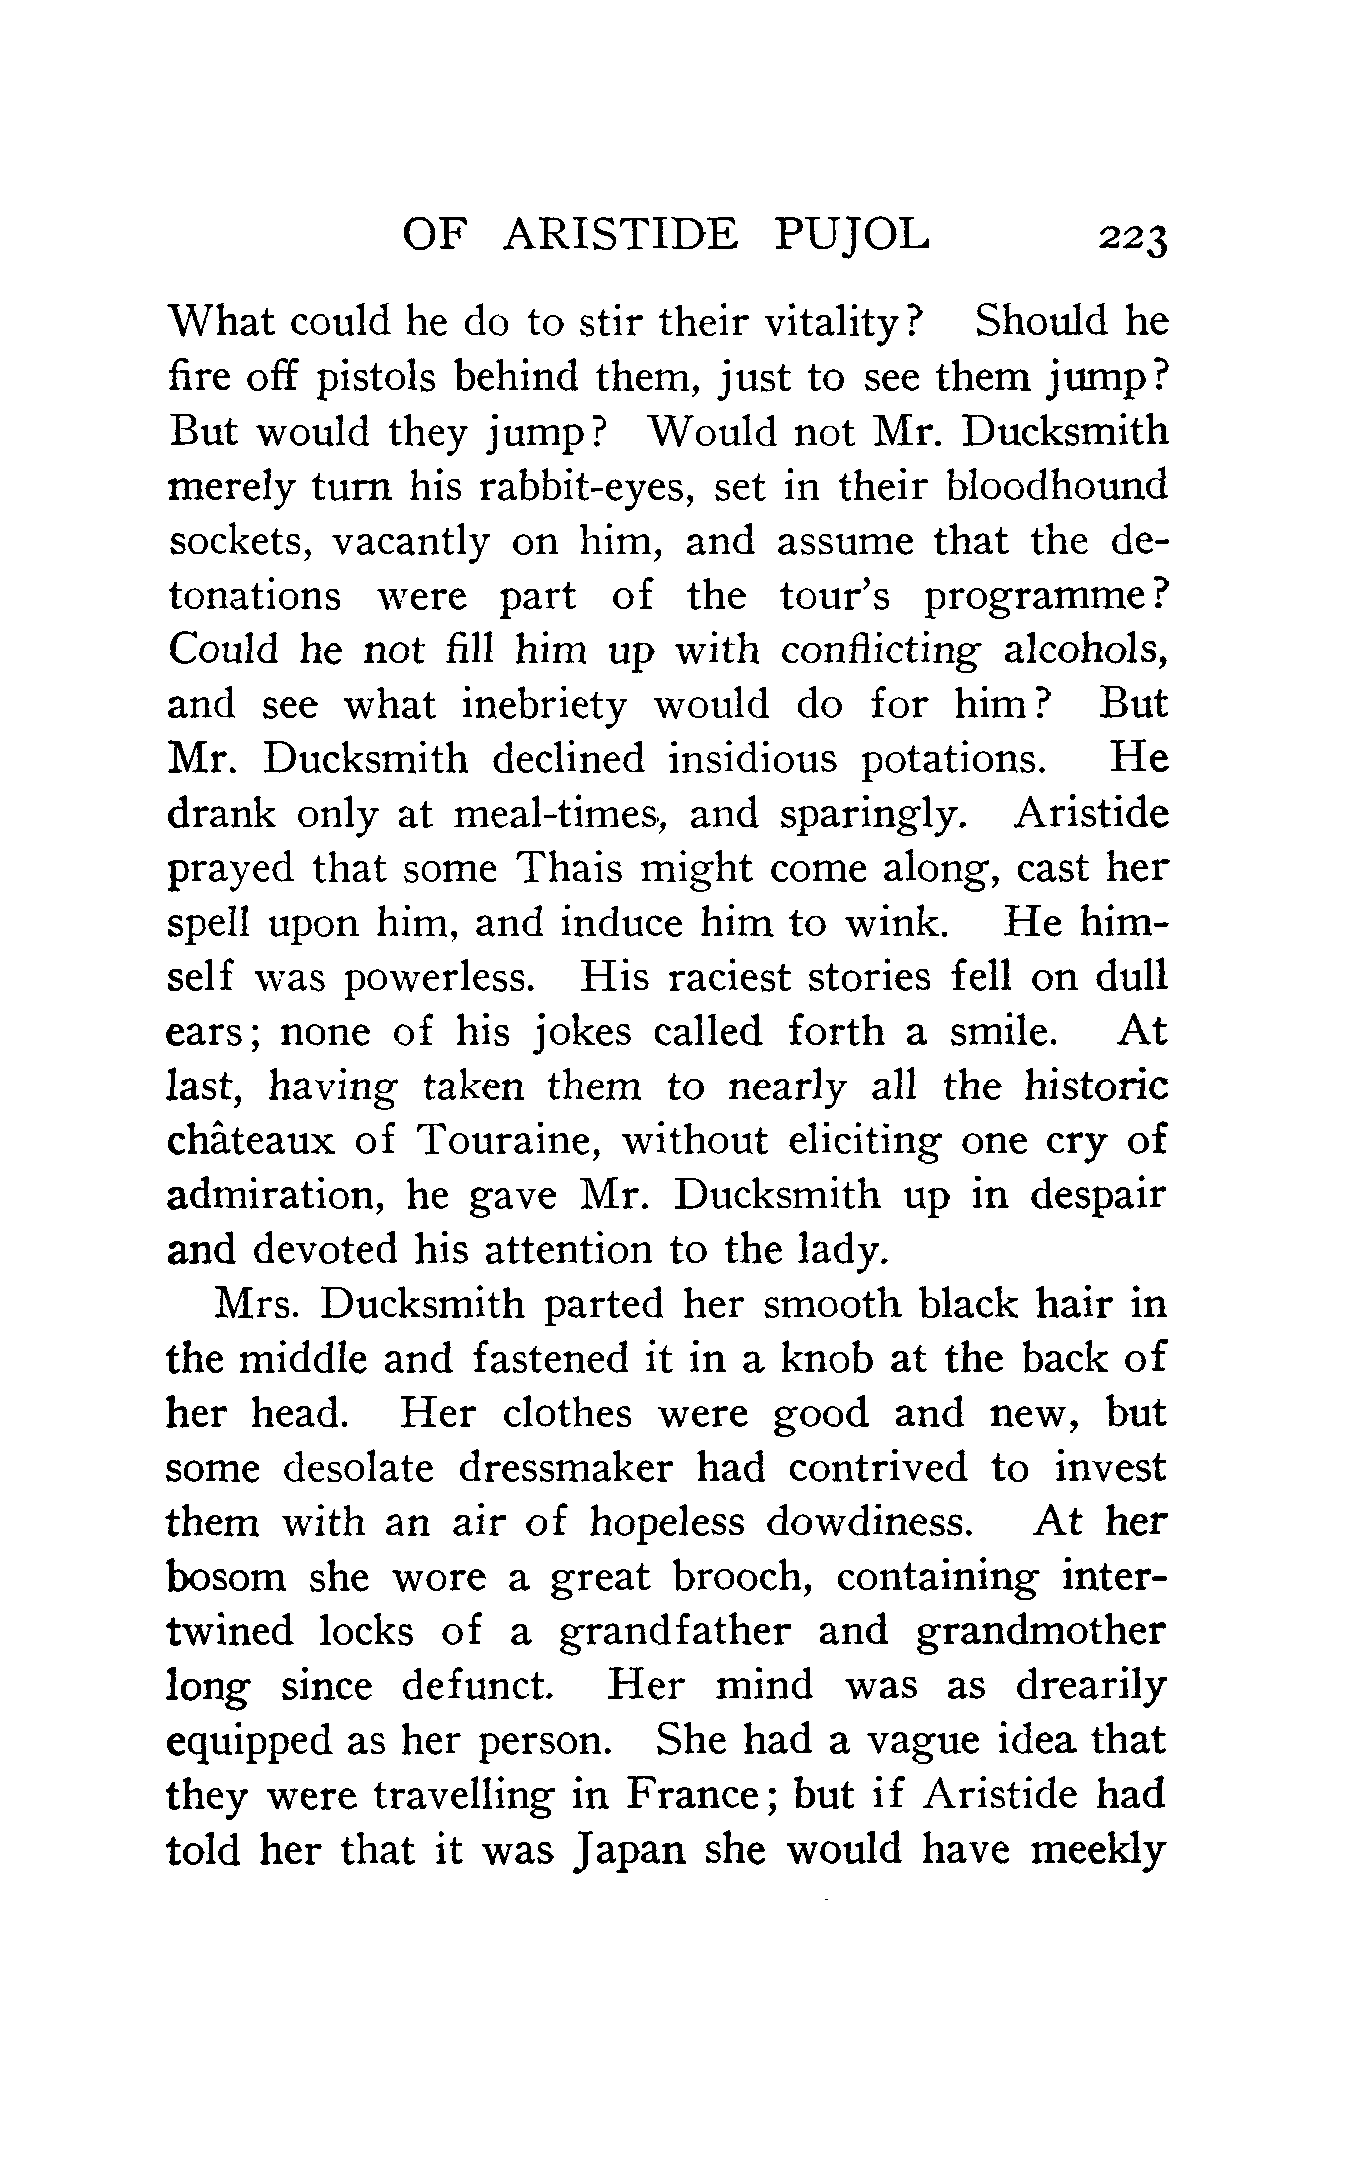 OF ARISTIDE PUJOL 223
What could he do to stir their vitality? Should he
fire off pistols behind them, just to see them jump?
But would they jump? Would not Mr. Ducksmith
merely turn his rabbit-eyes, set in their bloodhound
sockets, vacantly on him, and assume that the de-
tonations were part of the tour's programme?
Could he not fill him up with conflicting alcohols,
and see what inebriety would do for him? But
Mr. Ducksmith declined insidious potations. He
drank only at meal-times, and sparingly. Aristide
prayed that some Thais might come along, cast her
spell upon him, and induce him to wink. He him-
self was powerless. His raciest stories fell on dull
ears; none of his jokes called forth a smile. At
last, having taken them to nearly all the historic
châteaux of Touraine, without eliciting one cry of
admiration, he gave Mr. Ducksmith up in despair
and devoted his attention to the lady.
Mrs. Ducksmith parted her smooth black hair in
the middle and fastened it in a knob at the back of
her head. Her clothes were good and new, but
some desolate dressmaker had contrived to invest
them with an air of hopeless dowdiness. At her
bosom she wore a great brooch, containing inter-
twined locks of a grandfather and grandmother
long since defunct. Her mind was as drearily
equipped as her person. She had a vague idea that
they were travelling in France; but if Aristide had
told her that it was Japan she would have meekly